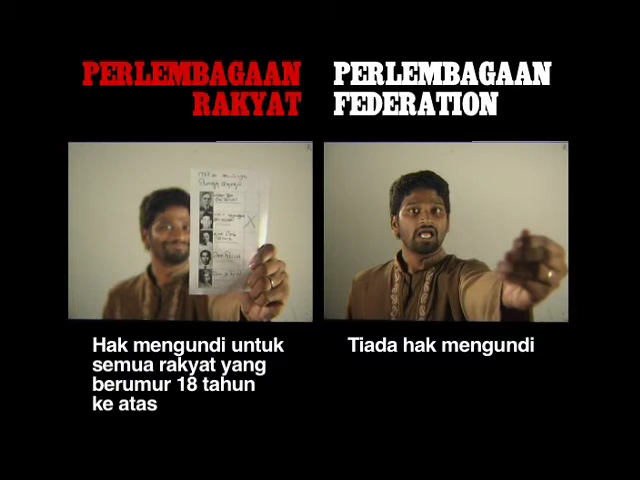 PERLEMBAGAAN
RAKYAT
PERLEMBAGAAN
FEDERATION
Hak mengundi untuk
semua rakyat yang
berumur 18 tahun
ke atas
Tiada hak mengundi